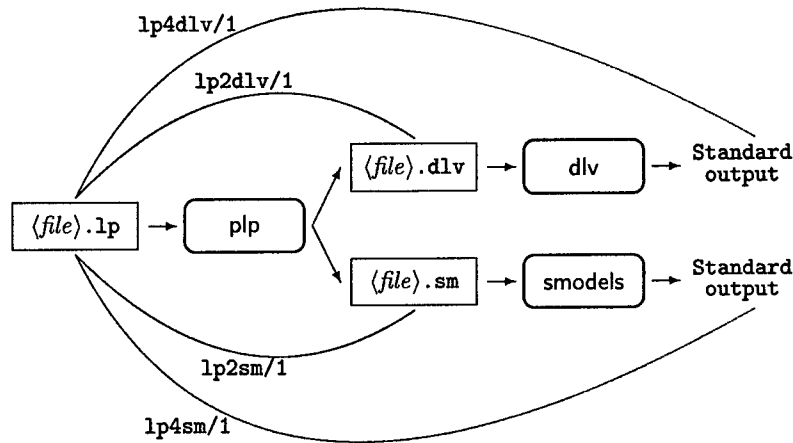 lp4dlv/1
lp2dlv/1
⟨file⟩.dlv
dlv
Standard
output
⟨file⟩.lp
plp
⟨file⟩.sm
smodels
Standard
output
lp2sm/1
lp4sm/1